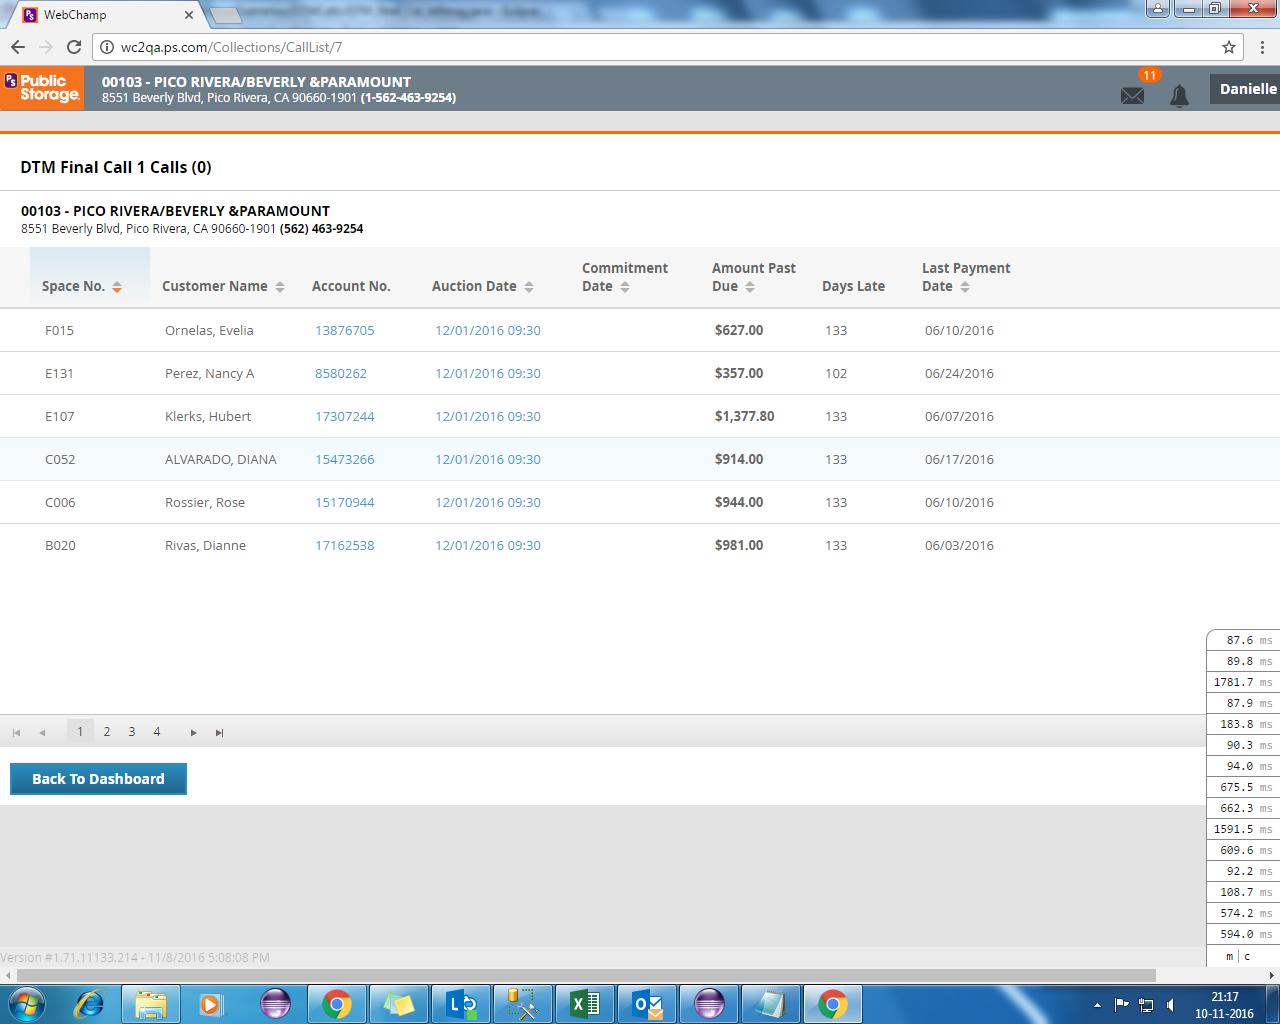 WebChamp
wc2qa.ps.com/Collections/CallList/7
PS Public Storage
00103 - PICO RIVERA/BEVERLY &PARAMOUNT
8551 Beverly Blvd, Pico Rivera, CA 90660-1901 (1-562-463-9254)
11
Danielle
DTM Final Call 1 Calls (0)
00103 - PICO RIVERA/BEVERLY &PARAMOUNT
8551 Beverly Blvd, Pico Rivera, CA 90660-1901 (562) 463-9254
Space No. Customer Name Account No. Auction Date Commitment Date Amount Past Due Days Late Last Payment Date
F015 Ornelas, Evelia 13876705 12/01/2016 09:30 $627.00 133 06/10/2016
E131 Perez, Nancy A 8580262 12/01/2016 09:30 $357.00 102 06/24/2016
E107 Klerks, Hubert 17307244 12/01/2016 09:30 $1,377.80 133 06/07/2016
C052 ALVARADO, DIANA 15473266 12/01/2016 09:30 $914.00 133 06/17/2016
C006 Rossier, Rose 15170944 12/01/2016 09:30 $944.00 133 06/10/2016
B020 Rivas, Dianne 17162538 12/01/2016 09:30 $981.00 133 06/03/2016
87.6 ms
89.8 ms
1781.7 ms
87.9 ms
183.8 ms
90.3 ms
94.0 ms
675.5 ms
662.3 ms
1591.5 ms
609.6 ms
92.2 ms
108.7 ms
574.2 ms
594.0 ms
m | c
1 2 3 4
Back To Dashboard
Version #1.71.11133.214 - 11/8/2016 5:08:08 PM
21:17
10-11-2016